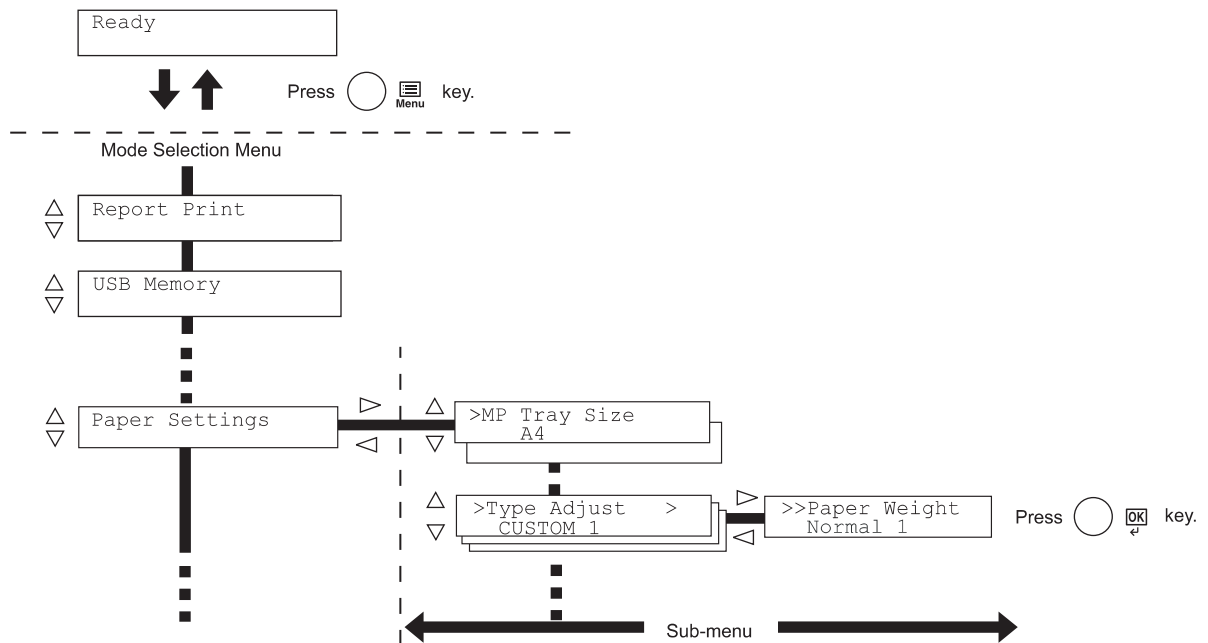 Ready
Press Menu key.
Mode Selection Menu
Report Print
USB Memory
Paper Settings
>MP Tray Size
A4
>Type Adjust >
CUSTOM 1
>>Paper Weight
Normal 1
Press OK key.
Sub-menu